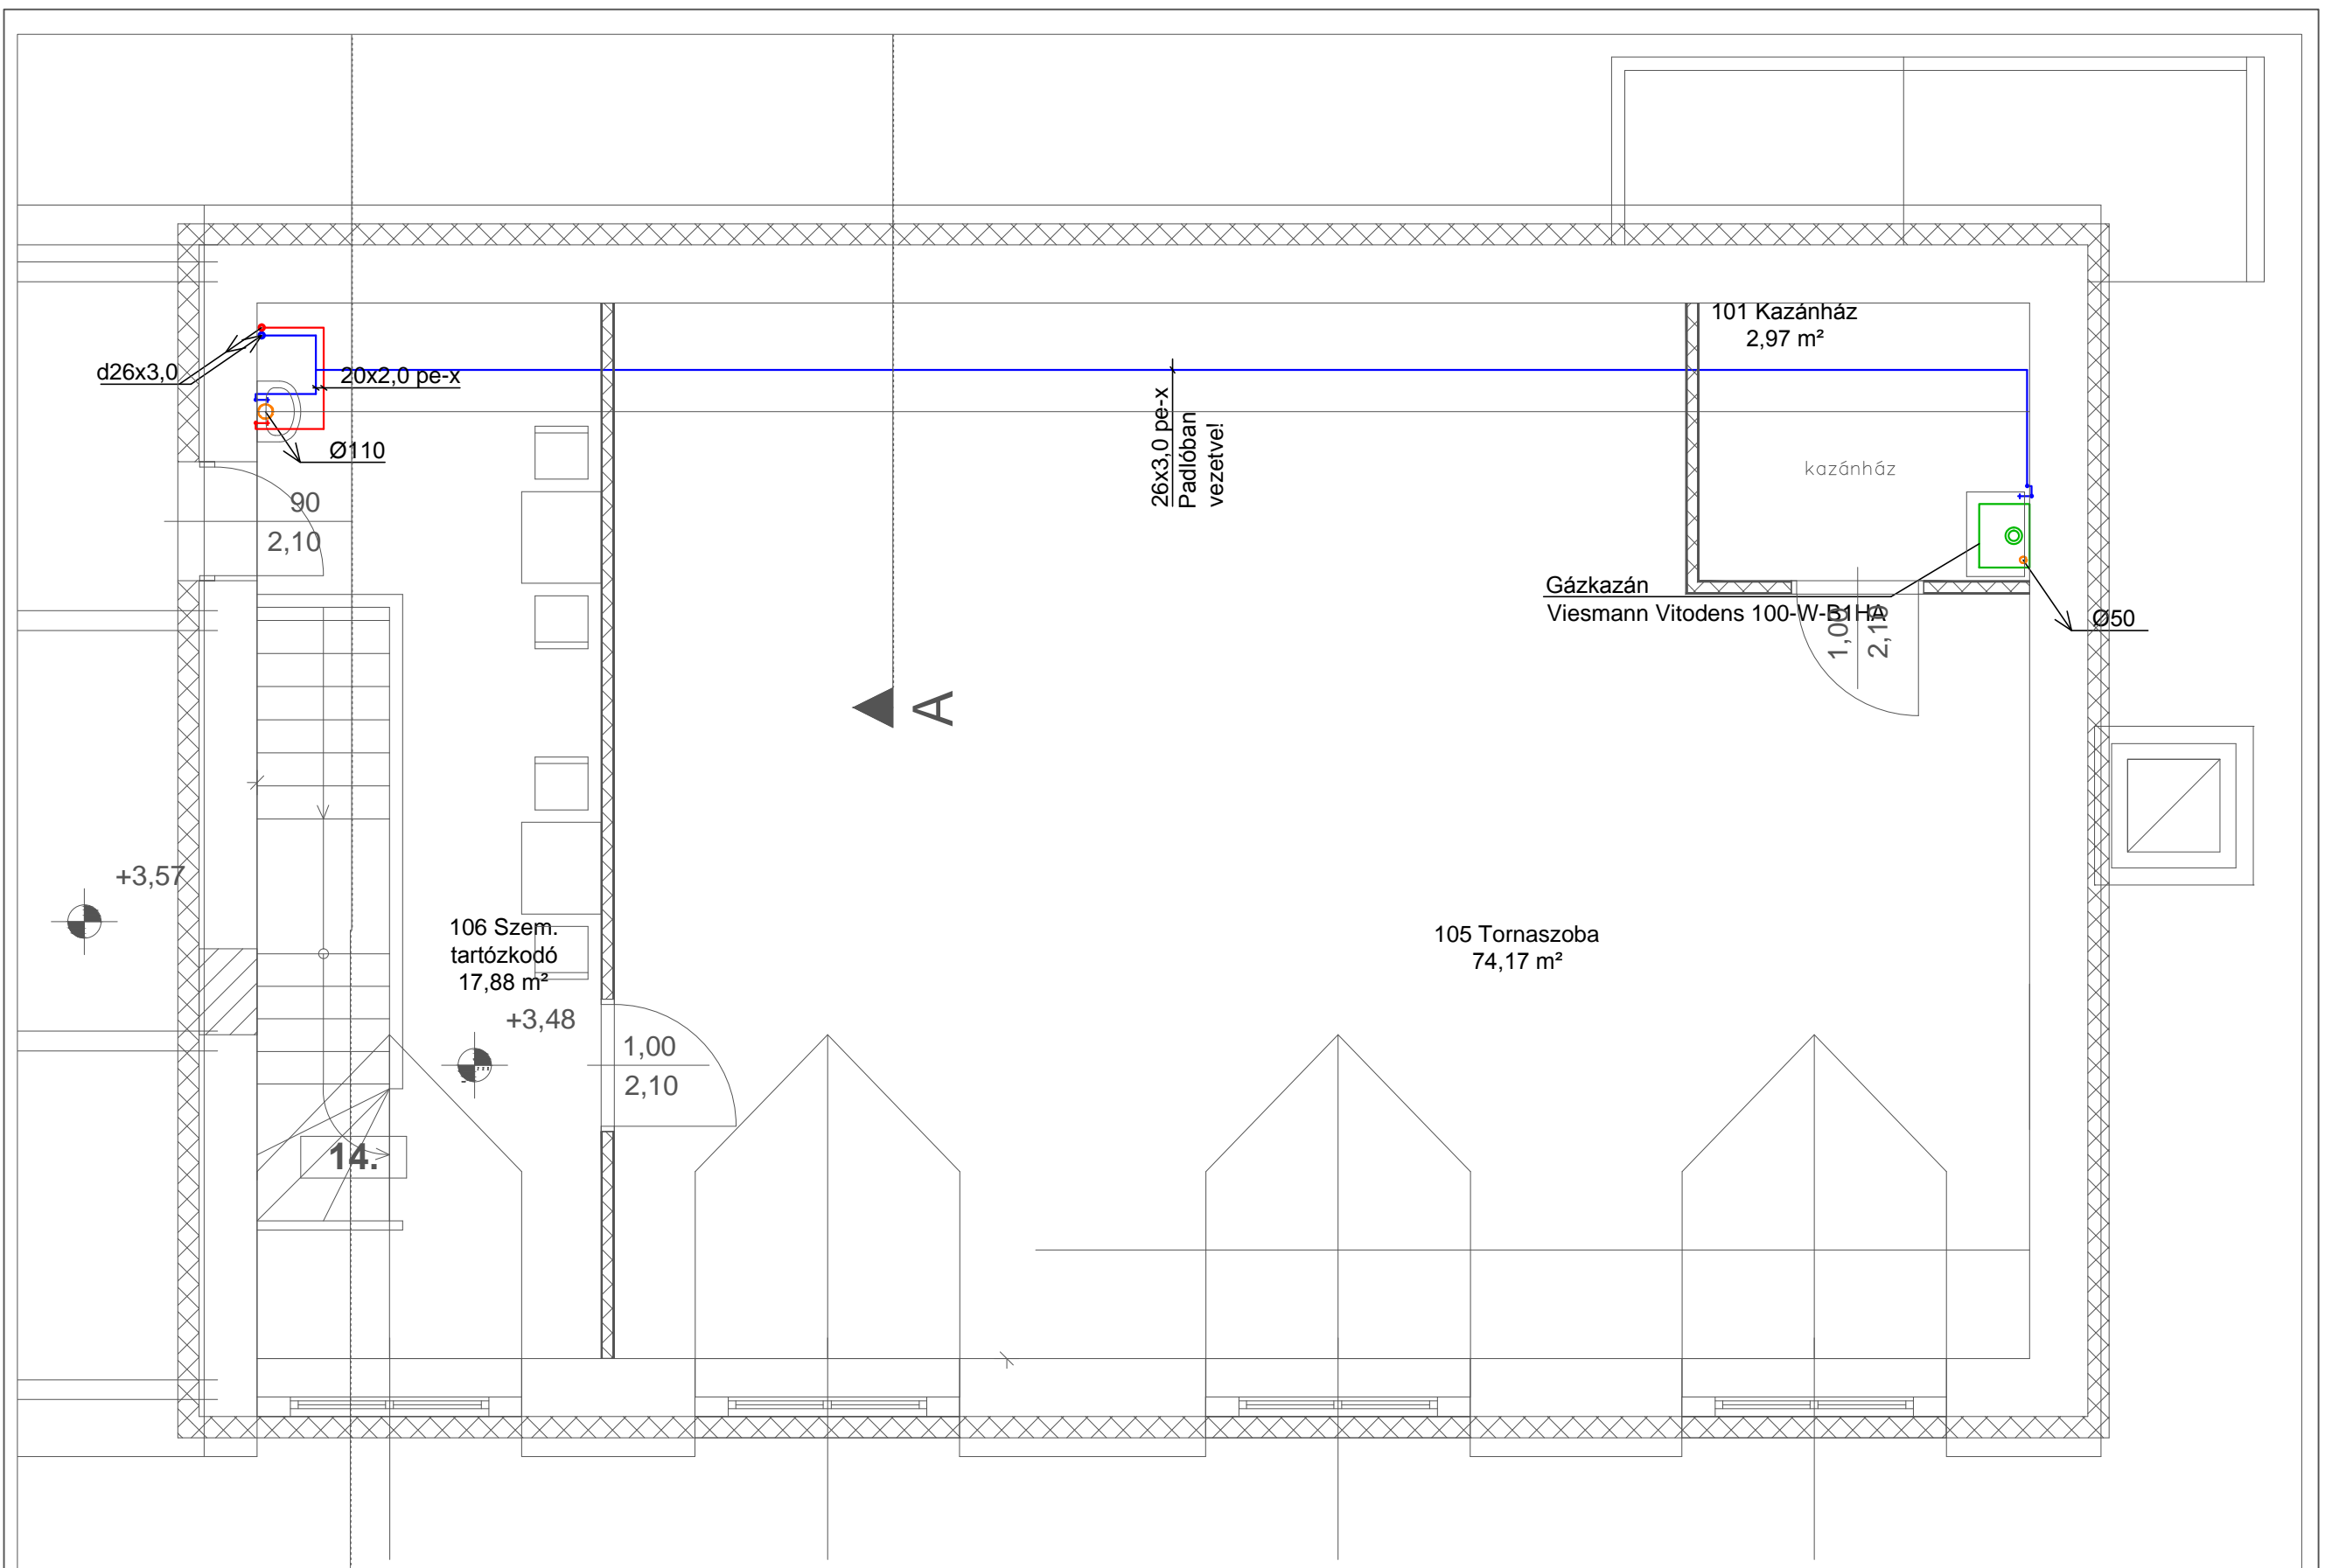 101 Kazánház
2,97 m²
d26x3,0
20x2,0 pe-x
Ø110
26x3,0 pe-x
Padlóban
vezetve!
kazánház
90
2,10
Gázkazán
Viesmann Vitodens 100-W-B1HA
1,00
2,10
Ø50
A
+3,57
106 Szem.
tartózkodó
17,88 m²
+3,48
105 Tornaszoba
74,17 m²
1,00
2,10
14.